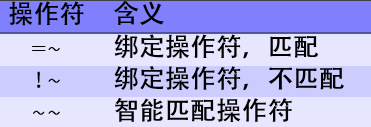 操作符 含义
=~ 绑定操作符，匹配
!~ 绑定操作符，不匹配
~~ 智能匹配操作符